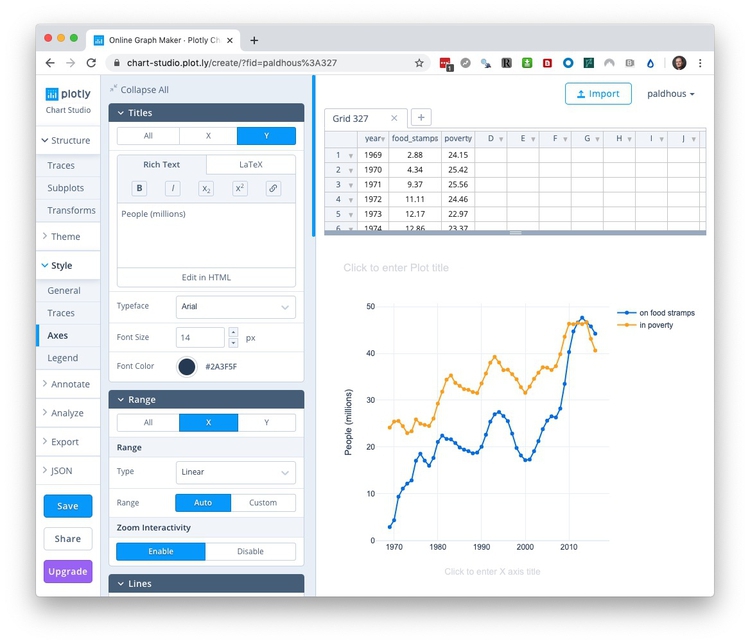 Online Graph Maker · Plotly Ch
chart-studio.plot.ly/create/?fid=paldhous%3A327
plotly
Chart Studio
Structure
Traces
Subplots
Transforms
Theme
Style
General
Traces
Axes
Legend
Annotate
Analyze
Export
JSON
Save
Share
Upgrade
Collapse All
Titles
All X Y
Rich Text LaTeX
B I X2 X2
People (millions)
Edit in HTML
Typeface Arial
Font Size 14 px
Font Color #2A3F5F
Range
All X Y
Range
Type Linear
Range Auto Custom
Zoom Interactivity
Enable Disable
Lines
Import paldhous
Grid 327
year food_stamps poverty D E F G H I J
1 1969 2.88 24.15
2 1970 4.34 25.42
3 1971 9.37 25.56
4 1972 11.11 24.46
5 1973 12.17 22.97
6 1974 12.86 23.37
Click to enter Plot title
on food stramps
in poverty
People (millions)
50
40
30
20
10
0
1970 1980 1990 2000 2010
Click to enter X axis title